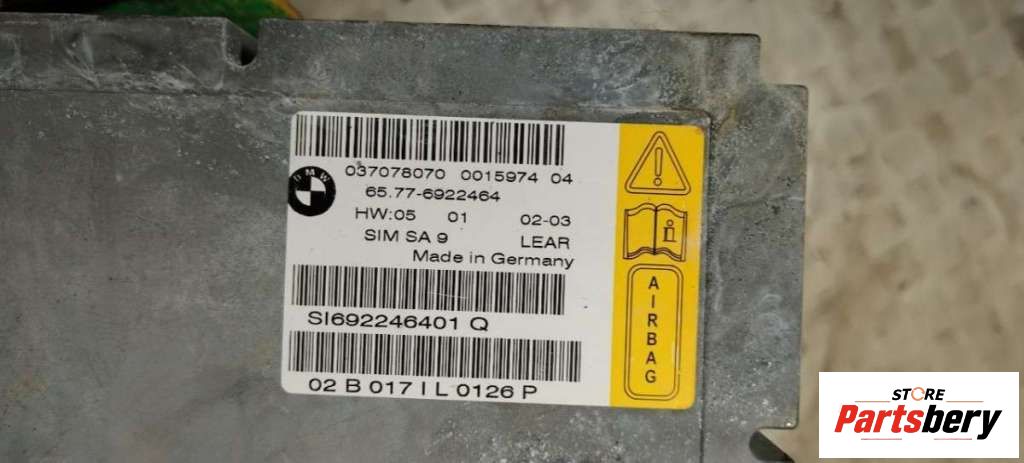 037078070 0015974 04
BMW
65.77-6922464
HW:05 01 02-03
SIM SA 9 LEAR
Made in Germany
SI692246401 Q
02 B 017 I L 0126 P
AIRBAG
STORE
Partsbery